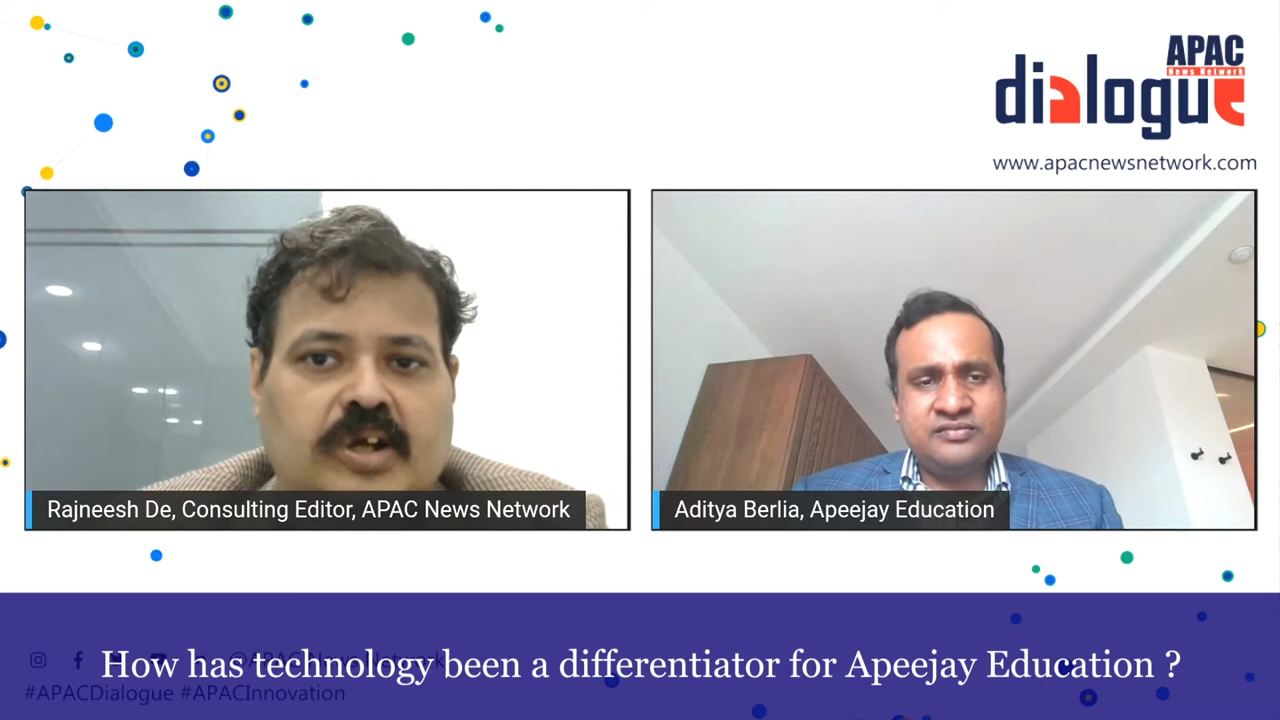 APAC
News Network
dialogue
www.apacnewsnetwork.com
Rajneesh De, Consulting Editor, APAC News Network
Aditya Berlia, Apeejay Education
How has technology been a differentiator for Apeejay Education ?
#APACDialogue #APACInnovation